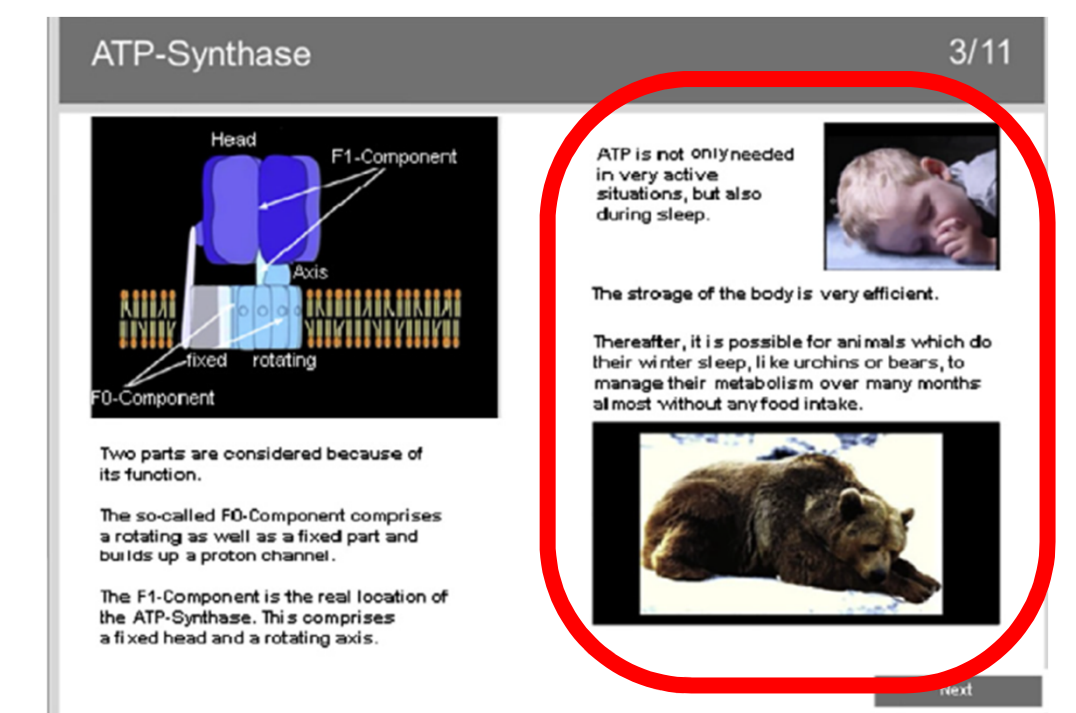 ATP-Synthase
3/11
Head
F1-Component
Axis
fixed
rotating
F0-Component
Two parts are considered because of
its function.
The so-called F0-Component comprises
a rotating as well as a fixed part and
builds up a proton channel.
The F1-Component is the real location of
the ATP-Synthase. This comprises
a fixed head and a rotating axis.
ATP is not only needed
in very active
situations, but also
during sleep.
The stroage of the body is very efficient.
Thereafter, it is possible for animals which do
their winter sleep, like urchins or bears, to
manage their metabolism over many months
almost without any food intake.
Next